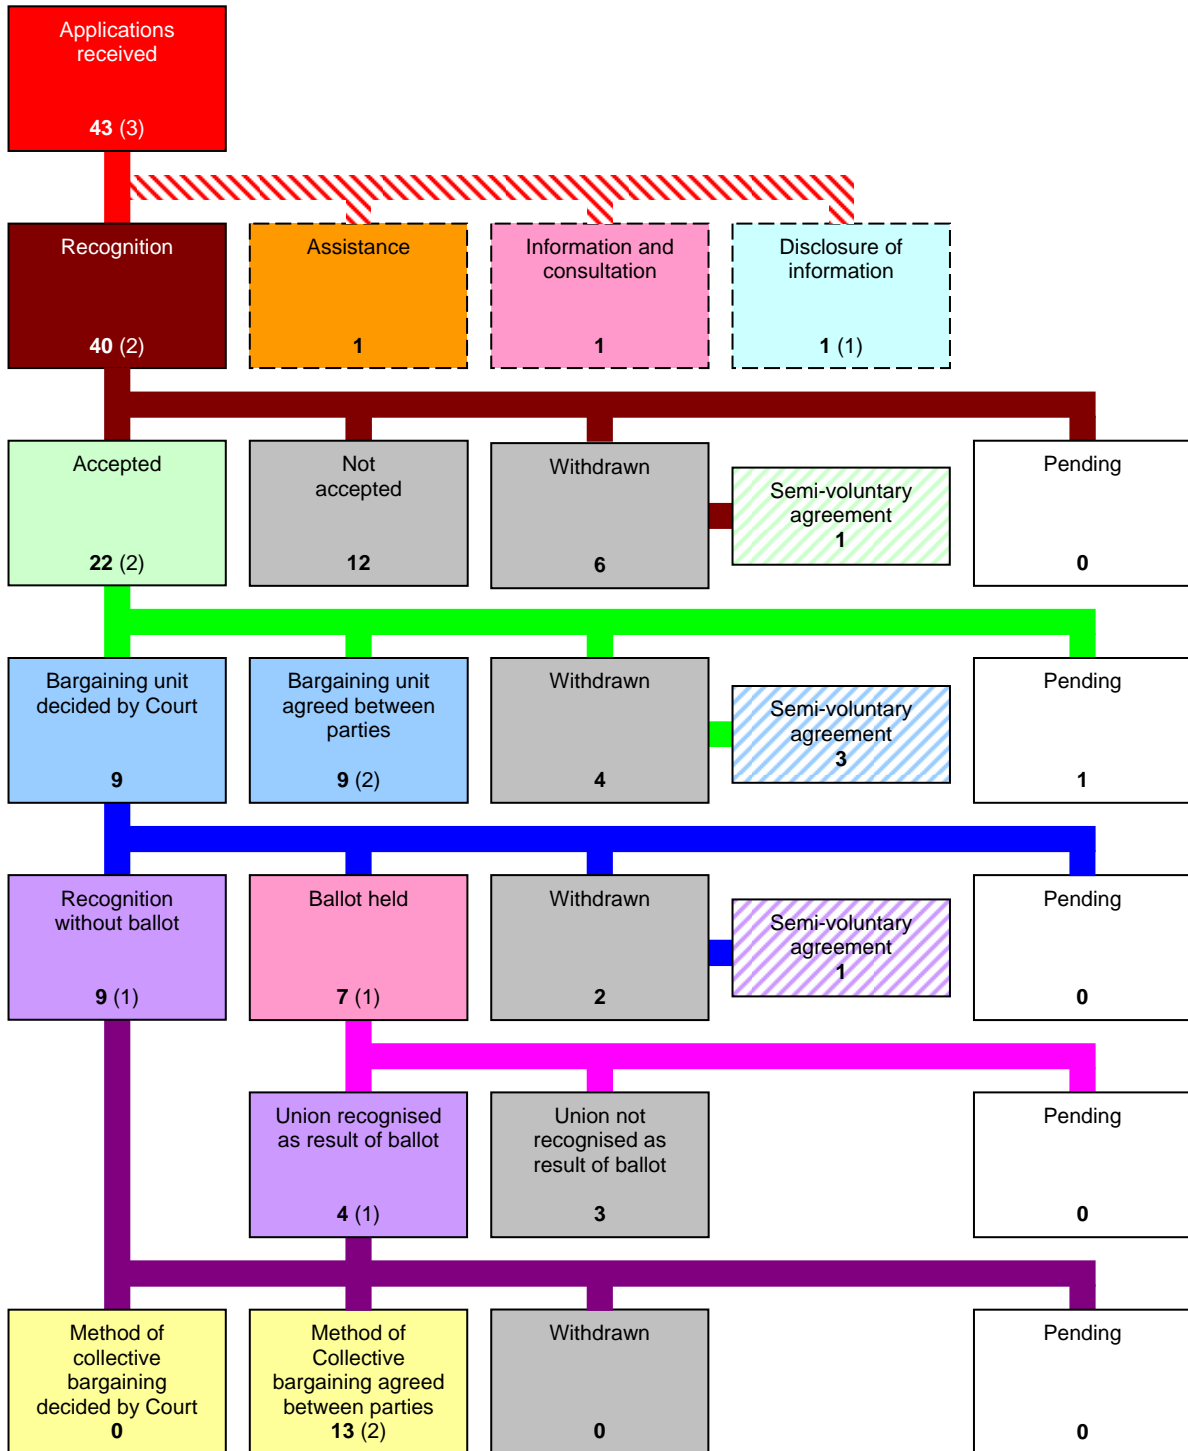 Applications
received
43 (3)
Recognition
40 (2)
Assistance
1
Information and
consultation
1
Disclosure of
information
1 (1)
Accepted
22 (2)
Not
accepted
12
Withdrawn
6
Semi-voluntary
agreement
1
Pending
0
Bargaining unit
decided by Court
9
Bargaining unit
agreed between
parties
9 (2)
Withdrawn
4
Semi-voluntary
agreement
3
Pending
1
Recognition
without ballot
9 (1)
Ballot held
7 (1)
Withdrawn
2
Semi-voluntary
agreement
1
Pending
0
Union recognised
as result of ballot
4 (1)
Union not
recognised as
result of ballot
3
Pending
0
Method of
collective
bargaining
decided by Court
0
Method of
Collective
bargaining agreed
between parties
13 (2)
Withdrawn
0
Pending
0